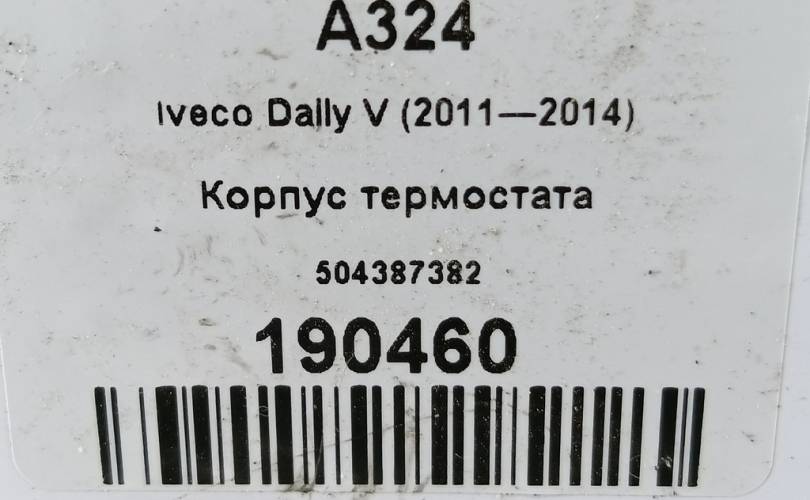 A324
Iveco Daily V (2011—2014)
Корпус термостата
504387382
190460